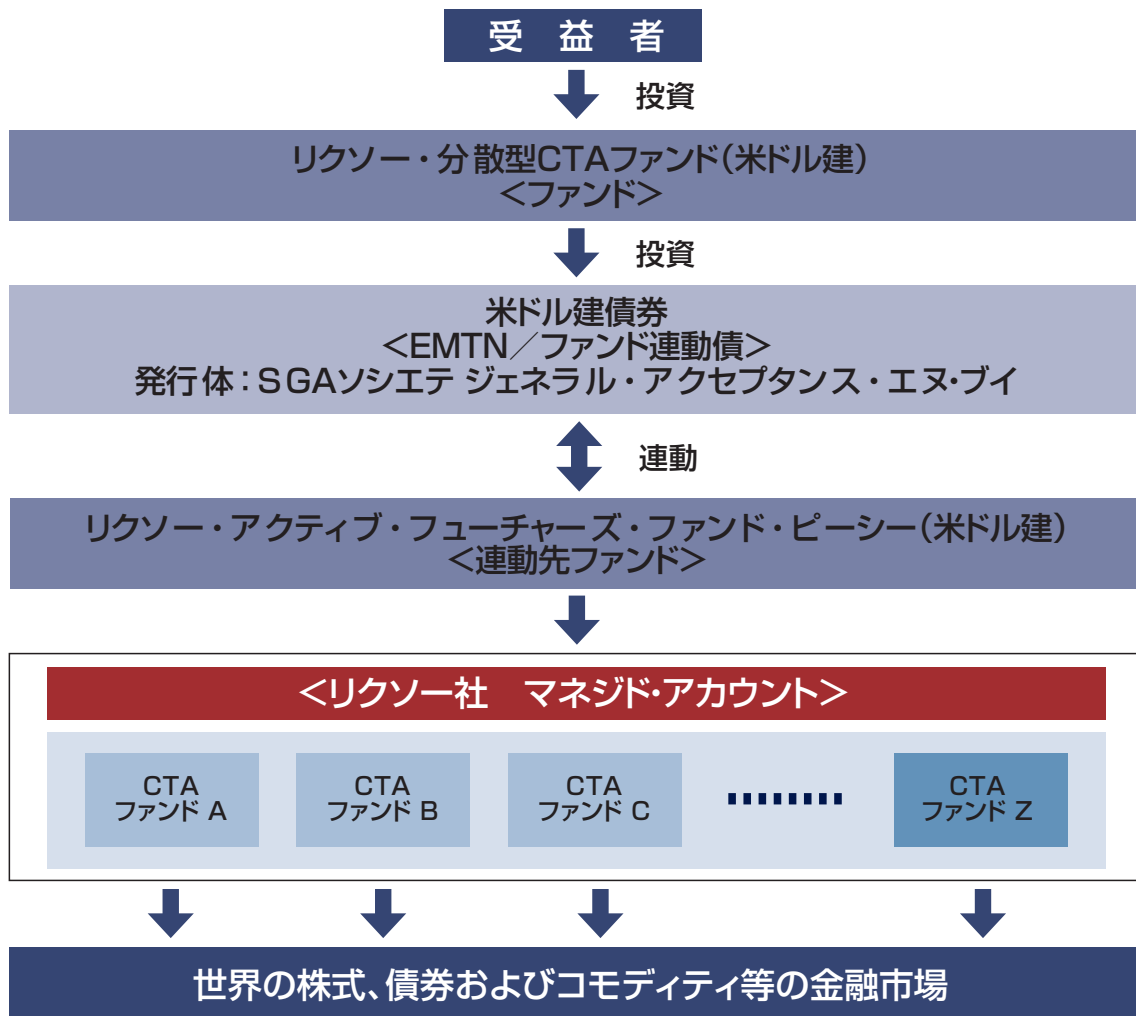 受 益 者
投資
リクソー・分散型CTAファンド(米ドル建)
<ファンド>
投資
米ドル建債券
<EMTN/ファンド連動債>
発行体:SGAソシエテ ジェネラル・アクセプタンス・エヌ・ブイ
連動
リクソー・アクティブ・フューチャーズ・ファンド・ピーシー(米ドル建)
<連動先ファンド>
<リクソー社 マネジド・アカウント>
CTA
ファンド A
CTA
ファンド B
CTA
ファンド C
CTA
ファンド Z
世界の株式、債券およびコモディティ等の金融市場